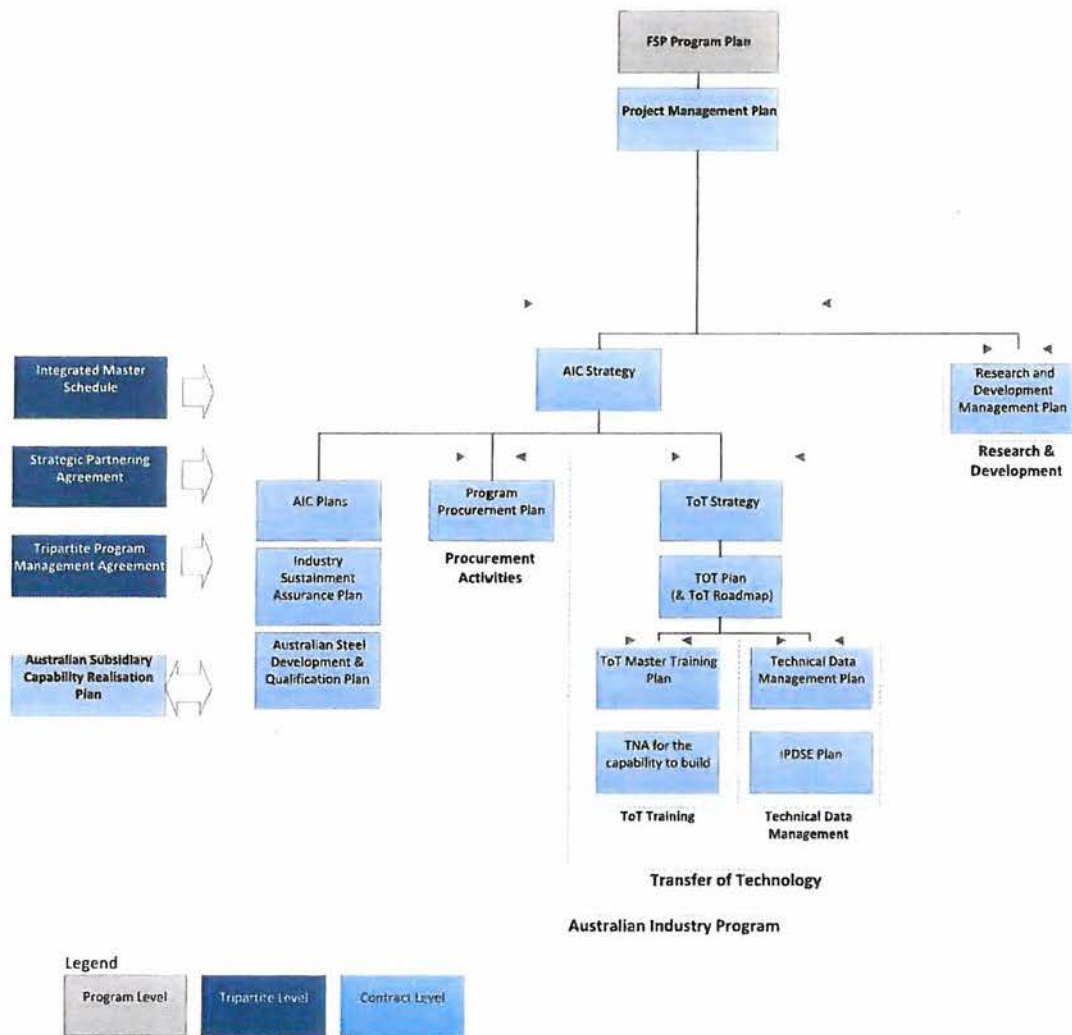 FSP Program Plan
Project Management Plan
Integrated Master
Schedule
AIC Strategy
Research and
Development
Management Plan
Research &
Development
Strategic Partnering
Agreement
AIC Plans
Program
Procurement Plan
Procurement
Activities
ToT Strategy
Tripartite Program
Management Agreement
Industry
Sustainment
Assurance Plan
TOT Plan
(& ToT Roadmap)
Australian Subsidiary
Capability Realisation
Plan
Australian Steel
Development &
Qualification Plan
ToT Master Training
Plan
Technical Data
Management Plan
TNA for the
capability to build
IPDSE Plan
ToT Training
Technical Data
Management
Transfer of Technology
Australian Industry Program
Legend
Program Level
Tripartite Level
Contract Level